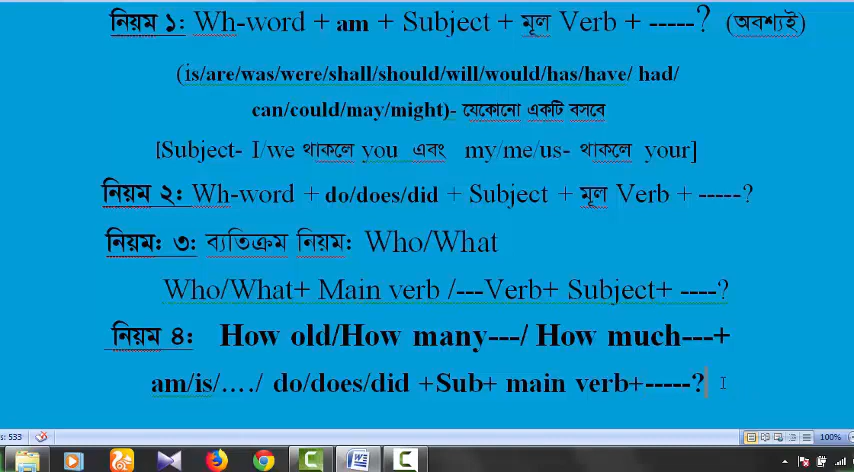 নিয়ম ১: Wh-word + am + Subject + মূল Verb + -----? (অবশ্যই)
(is/are/was/were/shall/should/will/would/has/have/ had/
can/could/may/might)- যেকোনো একটি বসবে
[Subject- I/we থাকলে you এবং my/me/us- থাকলে your]
নিয়ম ২: Wh-word + do/does/did + Subject + মূল Verb + -----?
নিয়ম: ৩: ব্যতিক্রম নিয়ম: Who/What
Who/What+ Main verb /---Verb+ Subject+ ----?
নিয়ম ৪: How old/How many---/ How much---+
am/is/…./ do/does/did +Sub+ main verb+-----?
s: 533
100%